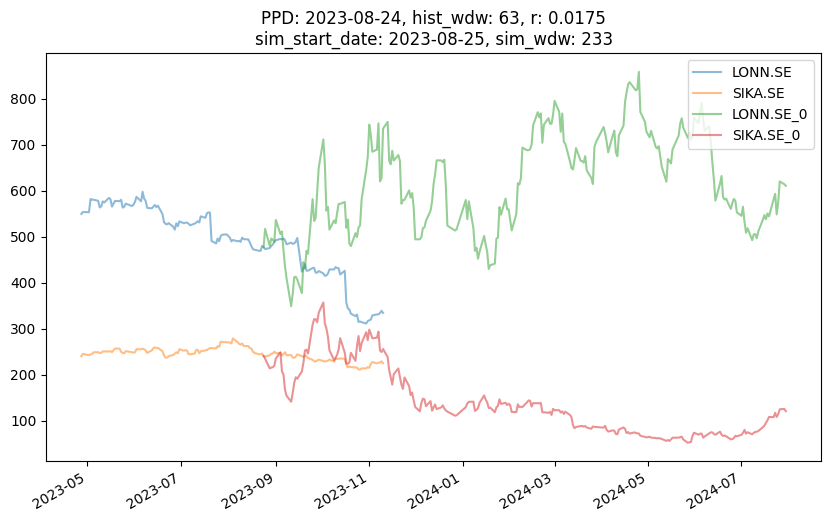 PPD: 2023-08-24, hist_wdw: 63, r: 0.0175
sim_start_date: 2023-08-25, sim_wdw: 233
LONN.SE
SIKA.SE
LONN.SE_0
SIKA.SE_0
800
700
600
500
400
300
200
100
2023-05
2023-07
2023-09
2023-11
2024-01
2024-03
2024-05
2024-07